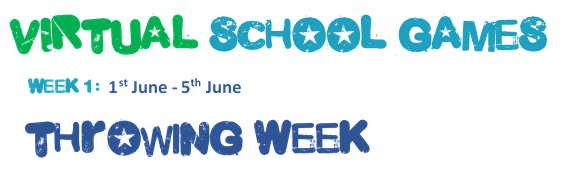 VIRTUAL SCHOOL GAMES
WEEK 1: 1st June - 5th June
THROWING WEEK